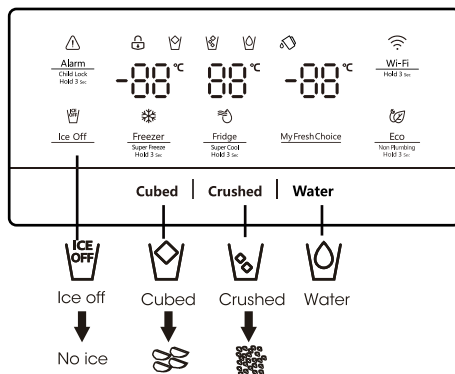 Alarm
Child Lock
Hold 3 Sec
-88 °C
88 °C
-88 °C
Wi-Fi
Hold 3 Sec
ICE OFF
Ice Off
Freezer
Super Freeze
Hold 3 Sec
Fridge
Super Cool
Hold 3 Sec
My Fresh Choice
Eco
Non Plumbing
Hold 3 Sec
Cubed | Crushed | Water
ICE
OFF
Ice off
Cubed
Crushed
Water
No ice